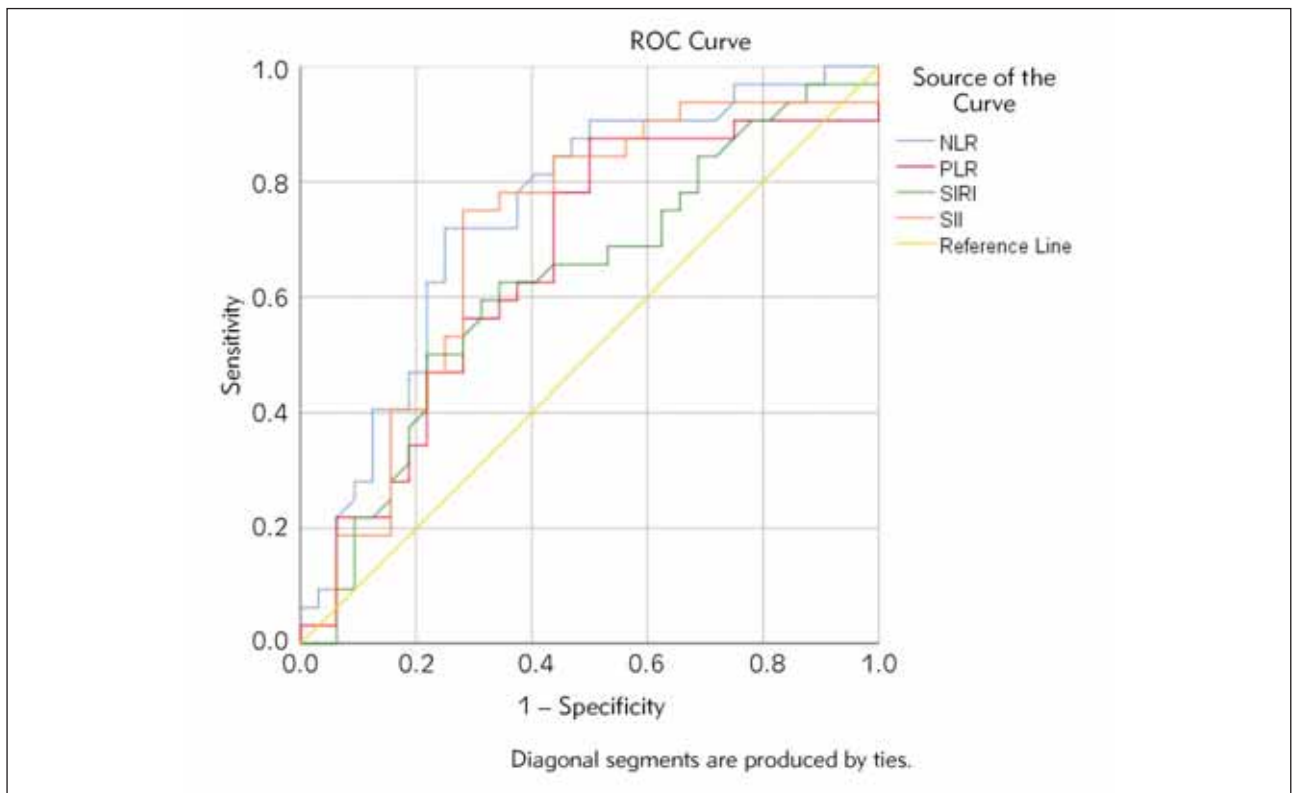 ROC Curve
Source of the
Curve
NLR
PLR
SIRI
SII
Reference Line
Sensitivity
1.0
0.8
0.6
0.4
0.2
0.0
0.0 0.2 0.4 0.6 0.8 1.0
1 – Specificity
Diagonal segments are produced by ties.